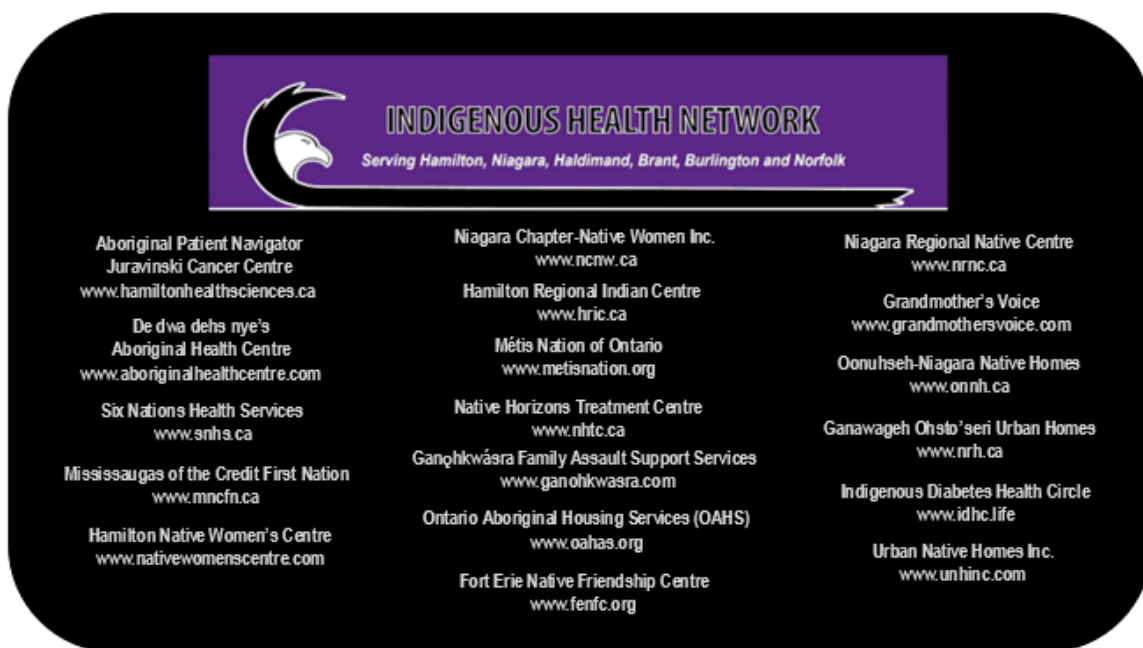 INDIGENOUS HEALTH NETWORK
Serving Hamilton, Niagara, Haldimand, Brant, Burlington and Norfolk
Aboriginal Patient Navigator
Juravinski Cancer Centre
www.hamiltonhealthsciences.ca
De dwa dehs nye's
Aboriginal Health Centre
www.aboriginalhealthcentre.com
Six Nations Health Services
www.snhs.ca
Mississaugas of the Credit First Nation
www.mncfn.ca
Hamilton Native Women's Centre
www.nativewomenscentre.com
Niagara Chapter-Native Women Inc.
www.ncnw.ca
Hamilton Regional Indian Centre
www.hric.ca
Métis Nation of Ontario
www.metisnation.org
Native Horizons Treatment Centre
www.nhtc.ca
Ganǫhkwásra Family Assault Support Services
www.ganohkwasra.com
Ontario Aboriginal Housing Services (OAHS)
www.oahas.org
Fort Erie Native Friendship Centre
www.fenfc.org
Niagara Regional Native Centre
www.nrnc.ca
Grandmother's Voice
www.grandmothersvoice.com
Oonuhseh-Niagara Native Homes
www.onnh.ca
Ganawageh Ohsto'seri Urban Homes
www.nrh.ca
Indigenous Diabetes Health Circle
www.idhc.life
Urban Native Homes Inc.
www.unhinc.com